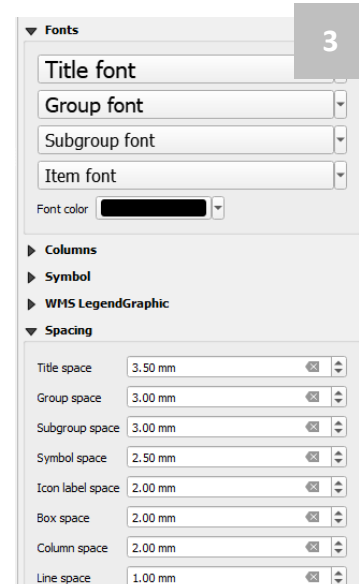 Fonts
3
Title font
Group font
Subgroup font
Item font
Font color
Columns
Symbol
WMS LegendGraphic
Spacing
Title space 3.50 mm
Group space 3.00 mm
Subgroup space 3.00 mm
Symbol space 2.50 mm
Icon label space 2.00 mm
Box space 2.00 mm
Column space 2.00 mm
Line space 1.00 mm